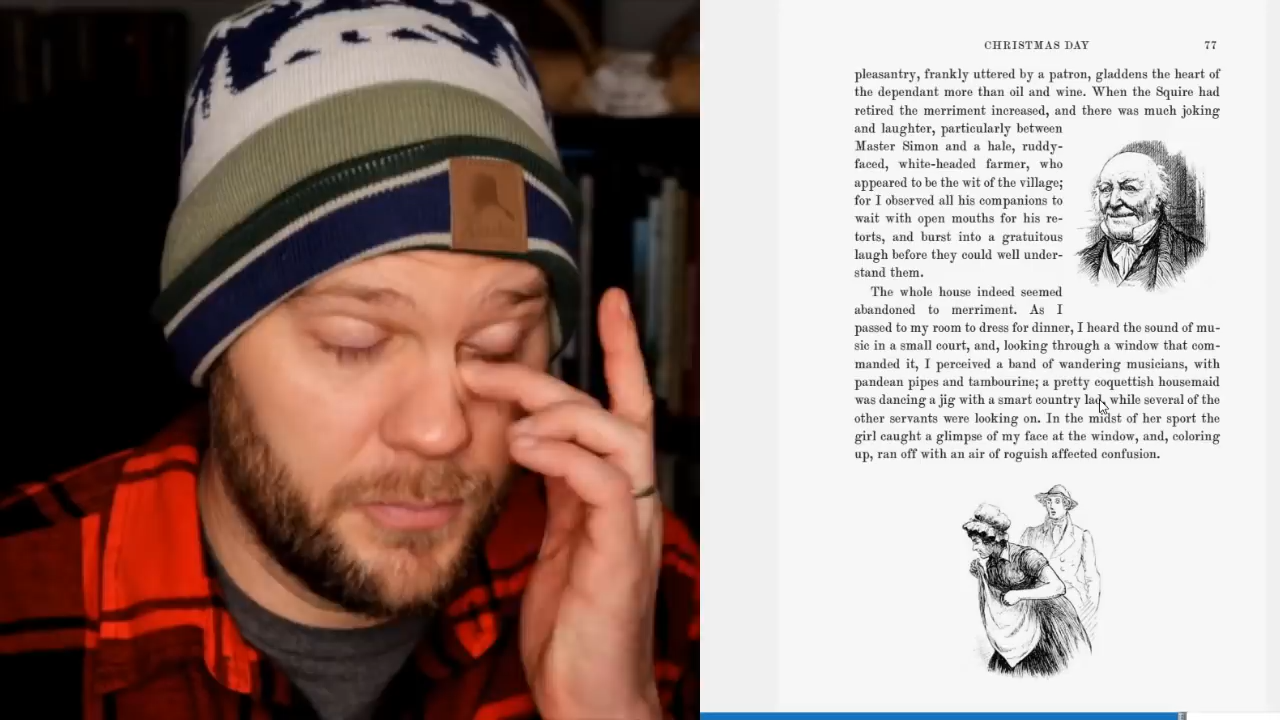 CHRISTMAS DAY 77
pleasantry, frankly uttered by a patron, gladdens the heart of
the dependant more than oil and wine. When the Squire had
retired the merriment increased, and there was much joking
and laughter, particularly between
Master Simon and a hale, ruddy-
faced, white-headed farmer, who
appeared to be the wit of the village;
for I observed all his companions to
wait with open mouths for his re-
torts, and burst into a gratuitous
laugh before they could well under-
stand them.
The whole house indeed seemed
abandoned to merriment. As I
passed to my room to dress for dinner, I heard the sound of mu-
sic in a small court, and, looking through a window that com-
manded it, I perceived a band of wandering musicians, with
pandean pipes and tambourine; a pretty coquettish housemaid
was dancing a jig with a smart country lad, while several of the
other servants were looking on. In the midst of her sport the
girl caught a glimpse of my face at the window, and, coloring
up, ran off with an air of roguish affected confusion.